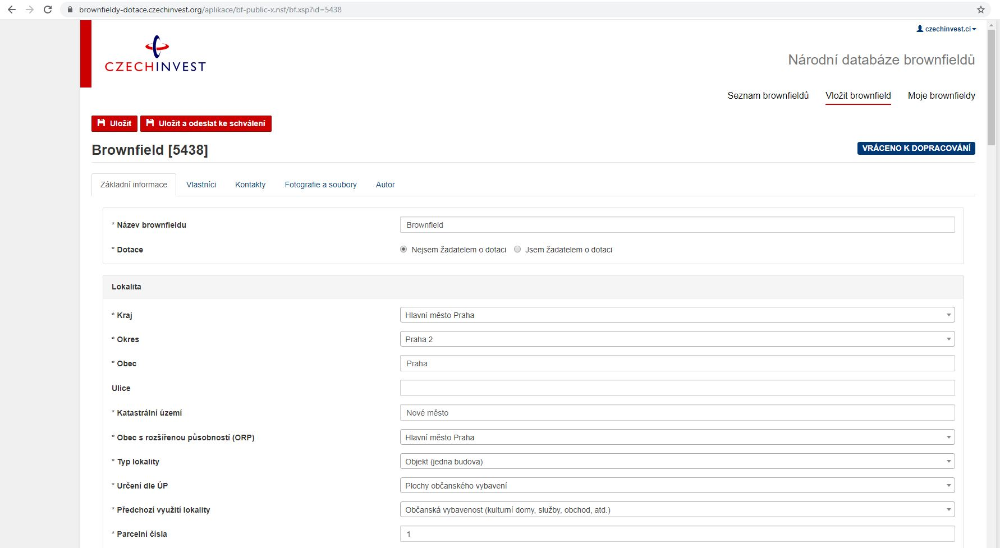 brownfieldy-dotace.czechinvest.org/aplikace/bf-public-x.nsf/bf.xsp?id=5438
czechinvest.ci
CZECHINVEST
Národní databáze brownfieldů
Seznam brownfieldů Vložit brownfield Moje brownfieldy
Uložit Uložit a odeslat ke schválení
Brownfield [5438] VRÁCENO K DOPRACOVÁNÍ
Základní informace Vlastníci Kontakty Fotografie a soubory Autor
* Název brownfieldu Brownfield
* Dotace Nejsem žadatelem o dotaci Jsem žadatelem o dotaci
Lokalita
* Kraj Hlavní město Praha
* Okres Praha 2
* Obec Praha
Ulice
* Katastrální území Nové město
* Obec s rozšířenou působností (ORP) Hlavní město Praha
* Typ lokality Objekt (jedna budova)
* Určení dle ÚP Plochy občanského vybavení
* Předchozí využití lokality Občanská vybavenost (kulturní domy, služby, obchod, atd.)
* Parcelní čísla 1